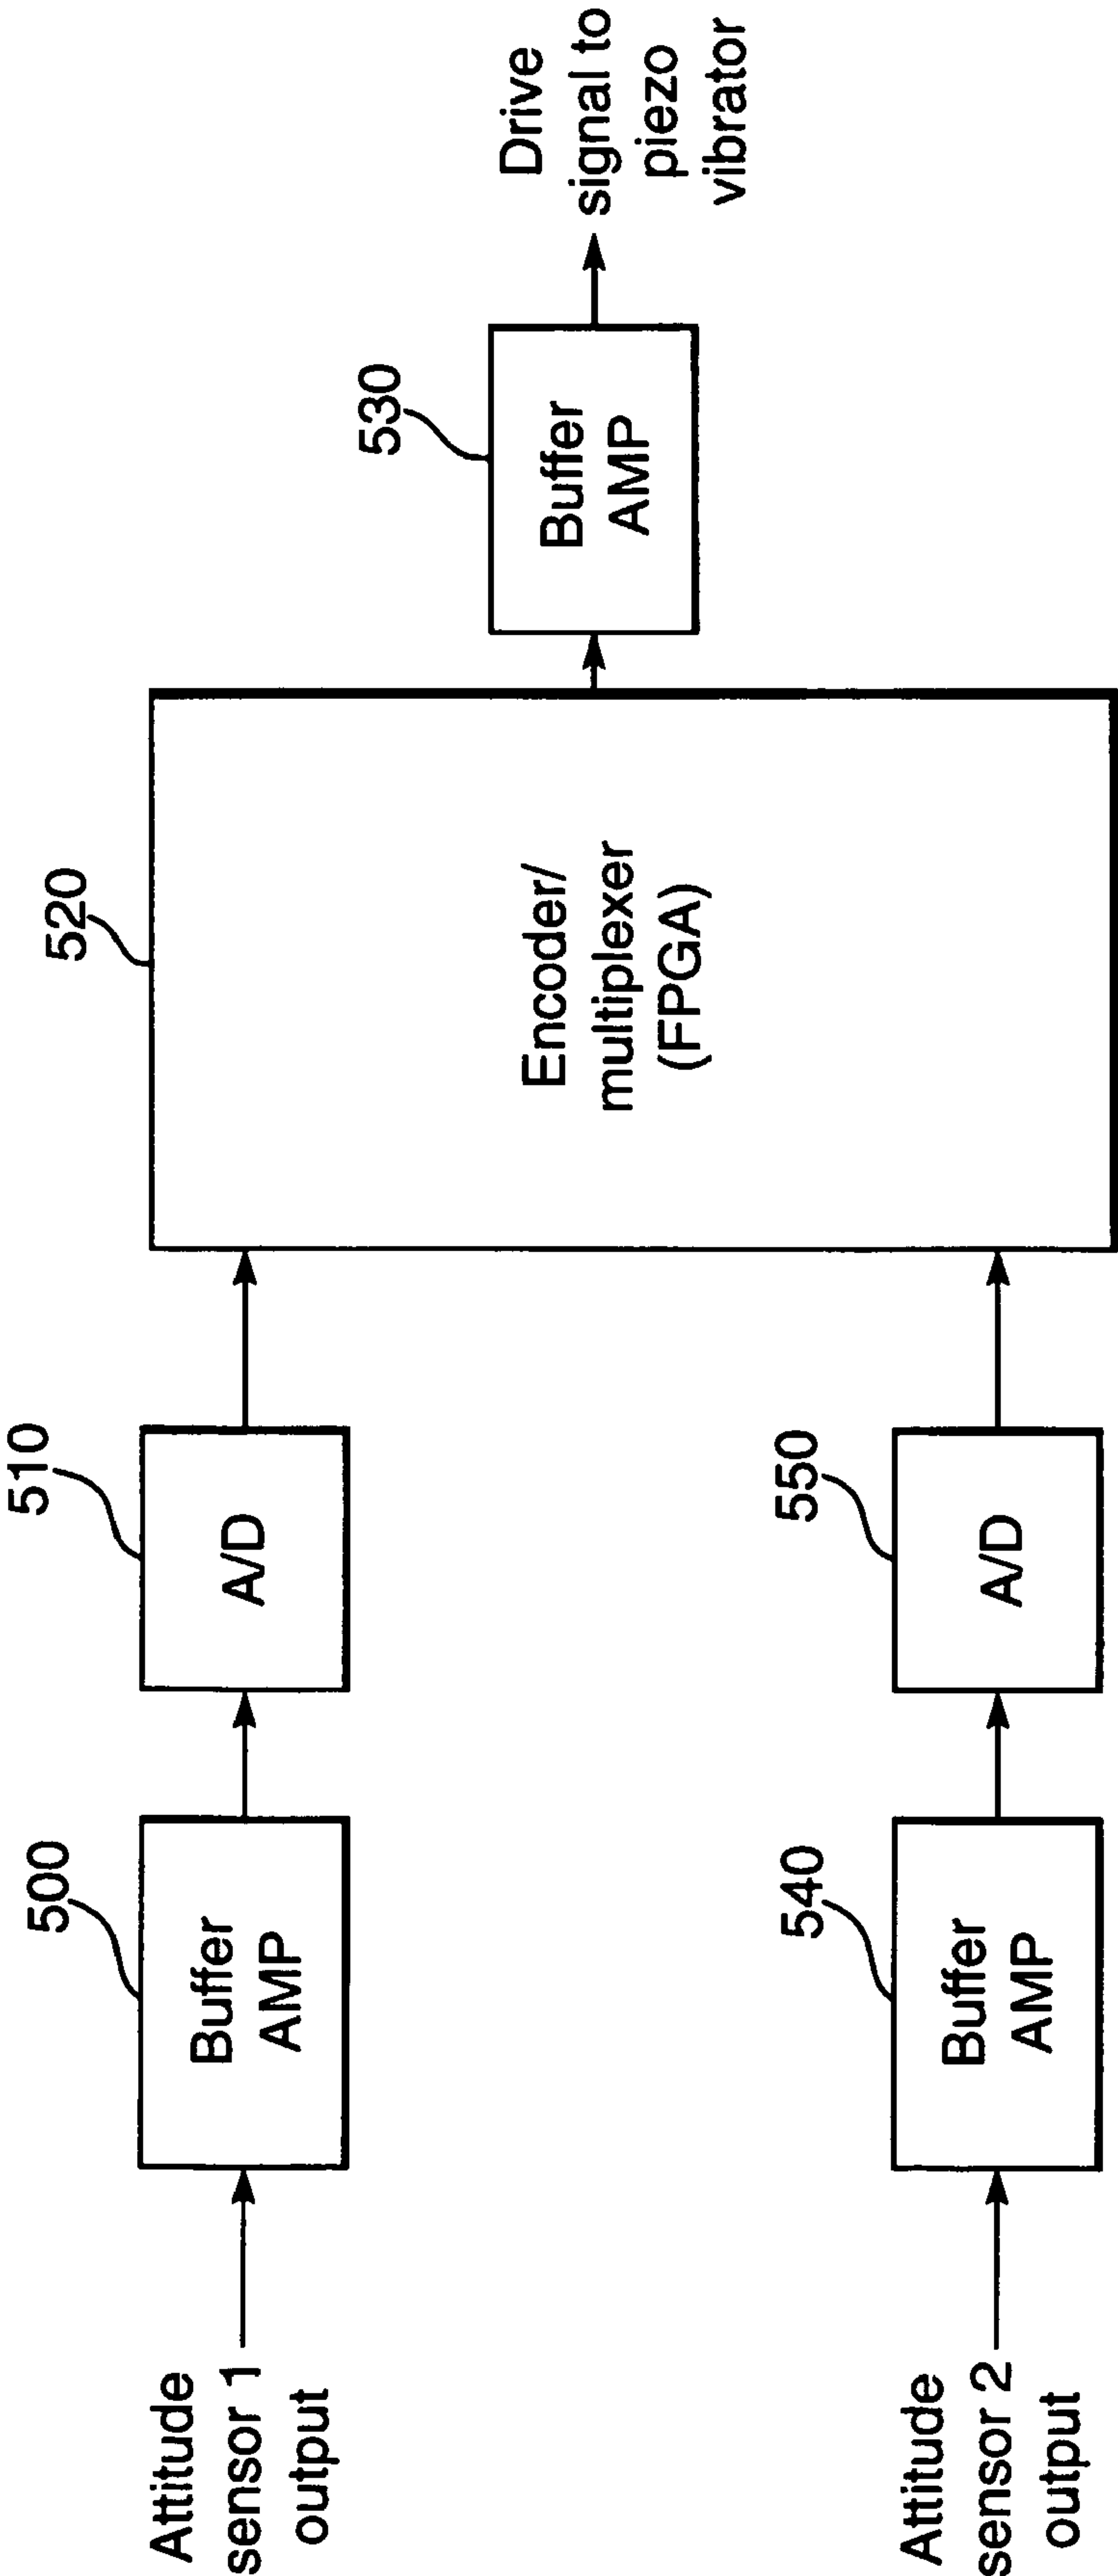 Attitude
sensor 1
output
500
Buffer
AMP
510
A/D
520
Encoder/
multiplexer
(FPGA)
530
Buffer
AMP
Drive
signal to
piezo
vibrator
Attitude
sensor 2
output
540
Buffer
AMP
550
A/D